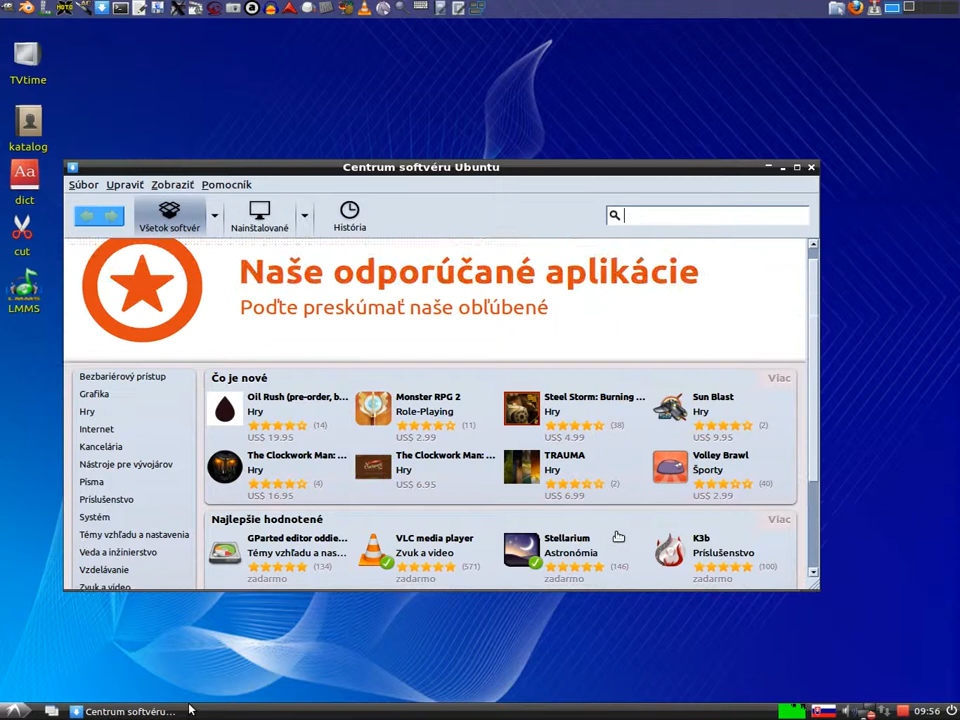 TVtime
katalog
Aa
dict
cut
LMMS
Centrum softvéru Ubuntu
Súbor Upraviť Zobraziť Pomocník
Všetok softvér Nainštalované História
Naše odporúčané aplikácie
Poďte preskúmať naše obľúbené
Bezbariérový prístup
Grafika
Hry
Internet
Kancelária
Nástroje pre vývojárov
Písma
Príslušenstvo
Systém
Témy vzhľadu a nastavenia
Veda a inžinierstvo
Vzdelávanie
Zvuk a video
Čo je nové Viac
Oil Rush (pre-order, b... Monster RPG 2 Steel Storm: Burning ... Sun Blast
Hry Role-Playing Hry Hry
(14) (11) (38) (2)
US$ 19.95 US$ 2.99 US$ 4.99 US$ 9.95
The Clockwork Man: ... The Clockwork Man: ... TRAUMA Volley Brawl
Hry Hry Hry Športy
(4) US$ 6.95 (2) (40)
US$ 16.95 US$ 6.99 US$ 2.99
Najlepšie hodnotené Viac
GParted editor oddie... VLC media player Stellarium K3b
Témy vzhľadu a nas... Zvuk a video Astronómia Príslušenstvo
(134) (571) (146) (100)
zadarmo zadarmo zadarmo zadarmo
Centrum softvéru... 09:56